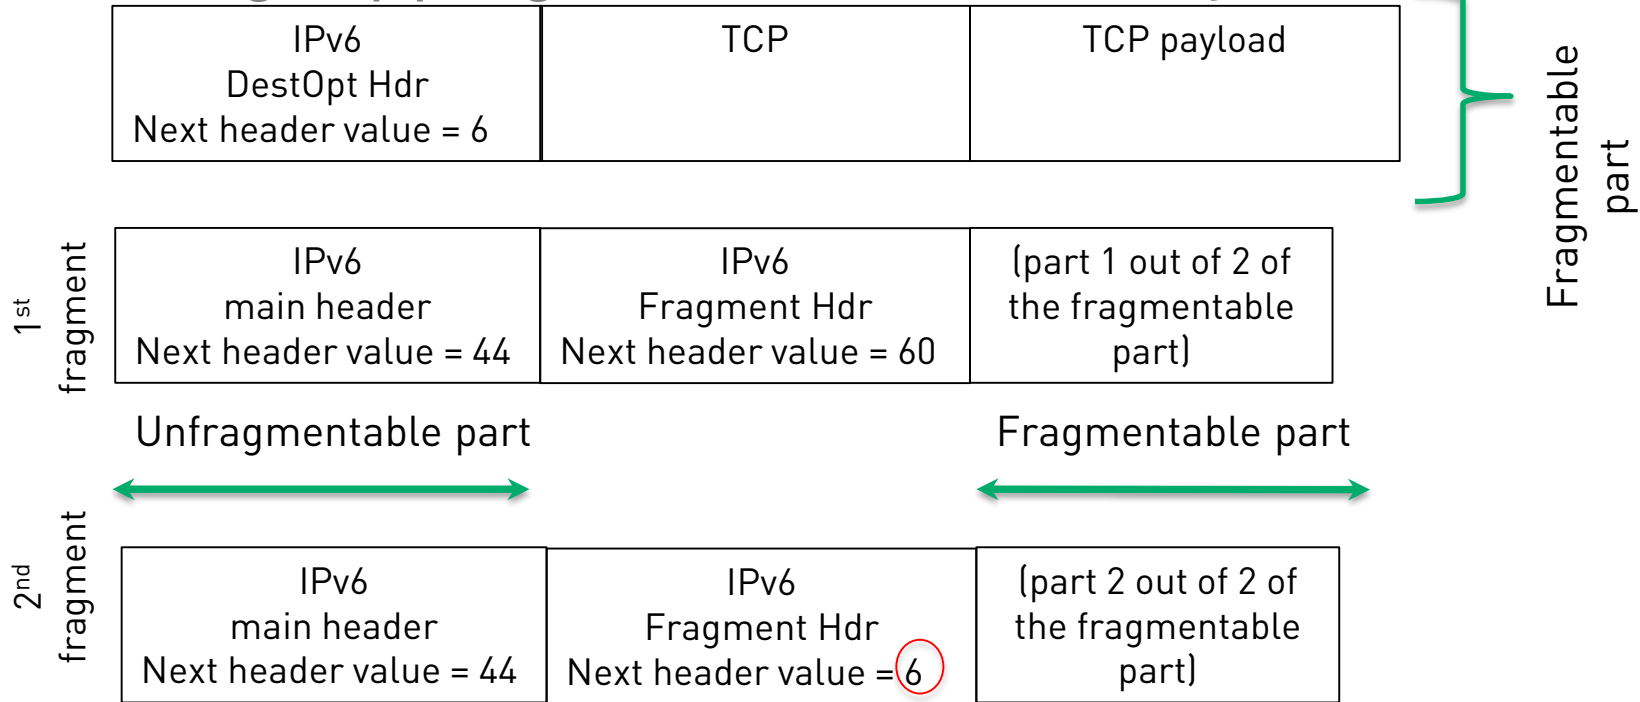 IPv6
DestOpt Hdr
Next header value = 6
TCP
TCP payload
Fragmentable
part
1st
fragment
IPv6
main header
Next header value = 44
IPv6
Fragment Hdr
Next header value = 60
(part 1 out of 2 of
the fragmentable
part)
Unfragmentable part
Fragmentable part
2nd
fragment
IPv6
main header
Next header value = 44
IPv6
Fragment Hdr
Next header value = 6
(part 2 out of 2 of
the fragmentable
part)